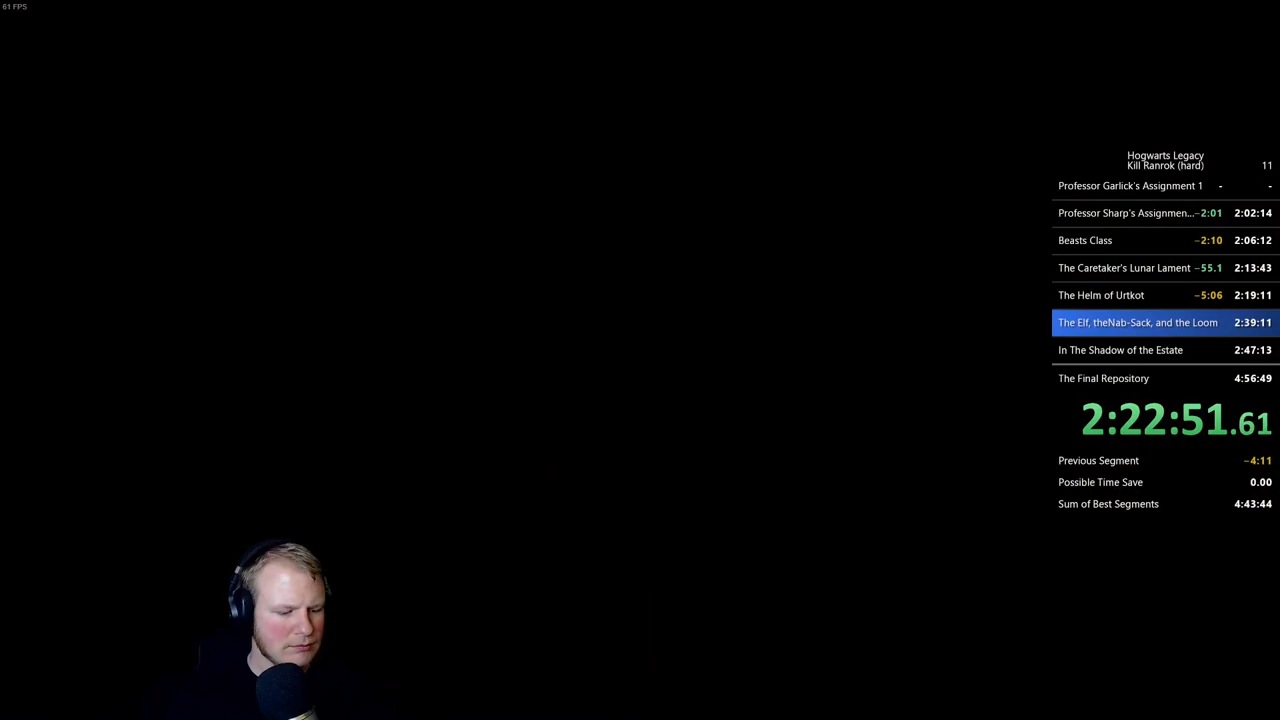 61 FPS
Hogwarts Legacy
Kill Ranrok (hard) 11
Professor Garlick's Assignment 1 - -
Professor Sharp's Assignmen... -2:01 2:02:14
Beasts Class -2:10 2:06:12
The Caretaker's Lunar Lament -55.1 2:13:43
The Helm of Urtkot -5:06 2:19:11
The Elf, theNab-Sack, and the Loom 2:39:11
In The Shadow of the Estate 2:47:13
The Final Repository 4:56:49
2:22:51.61
Previous Segment -4:11
Possible Time Save 0.00
Sum of Best Segments 4:43:44